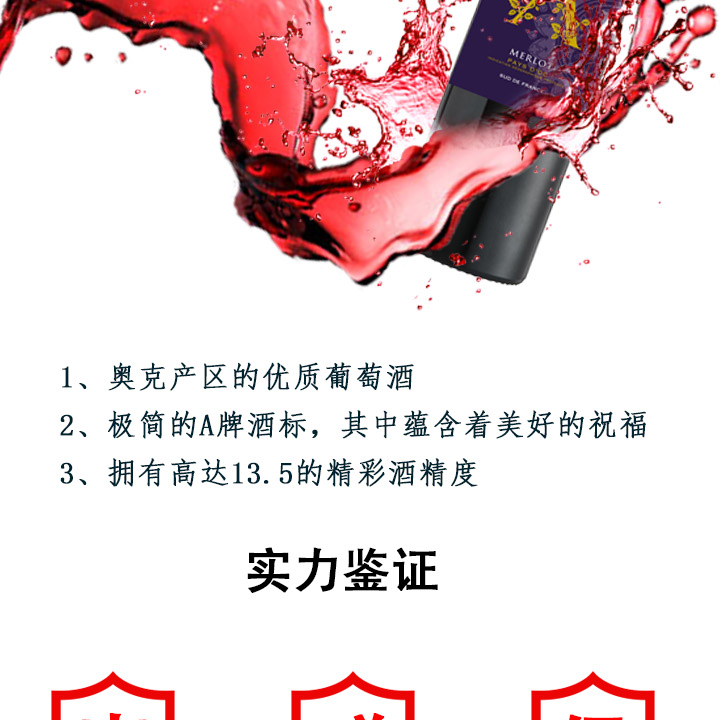 MERLOT
PAYS D'OC
SUD DE FRANCE
1、奥克产区的优质葡萄酒
2、极简的A牌酒标，其中蕴含着美好的祝福
3、拥有高达13.5的精彩酒精度
实力鉴证